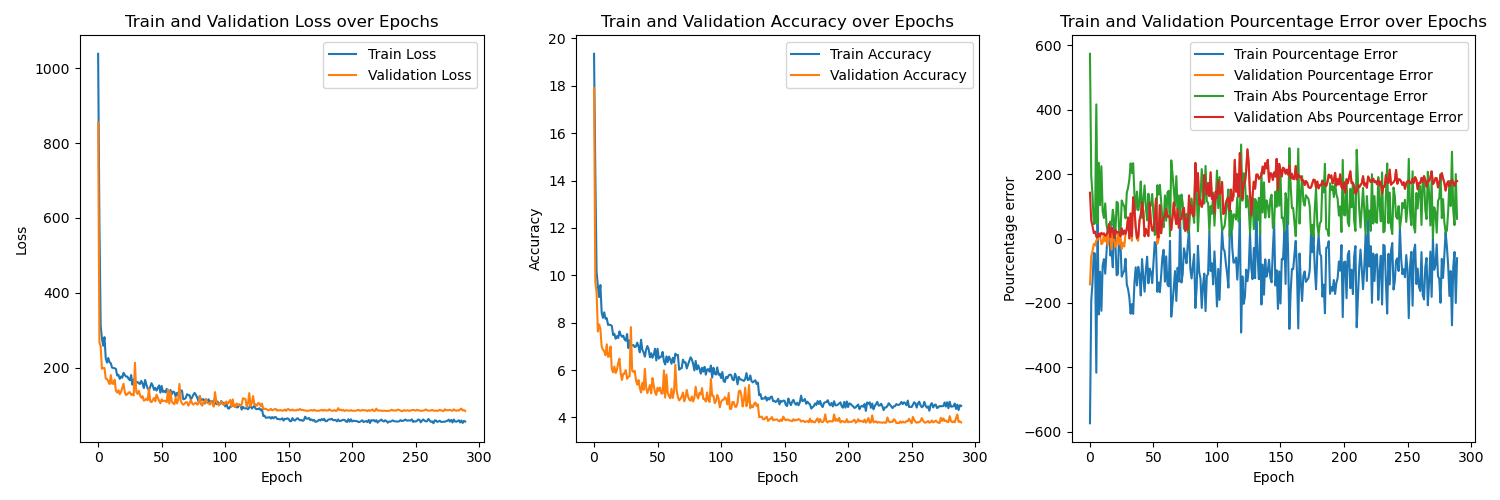 Train and Validation Loss over Epochs
Train Loss
Validation Loss
1000
800
600
400
200
Loss
0 50 100 150 200 250 300
Epoch
Train and Validation Accuracy over Epochs
Train Accuracy
Validation Accuracy
20
18
16
14
12
10
8
6
4
Accuracy
0 50 100 150 200 250 300
Epoch
Train and Validation Pourcentage Error over Epochs
Train Pourcentage Error
Validation Pourcentage Error
Train Abs Pourcentage Error
Validation Abs Pourcentage Error
600
400
200
0
−200
−400
−600
Pourcentage error
0 50 100 150 200 250 300
Epoch